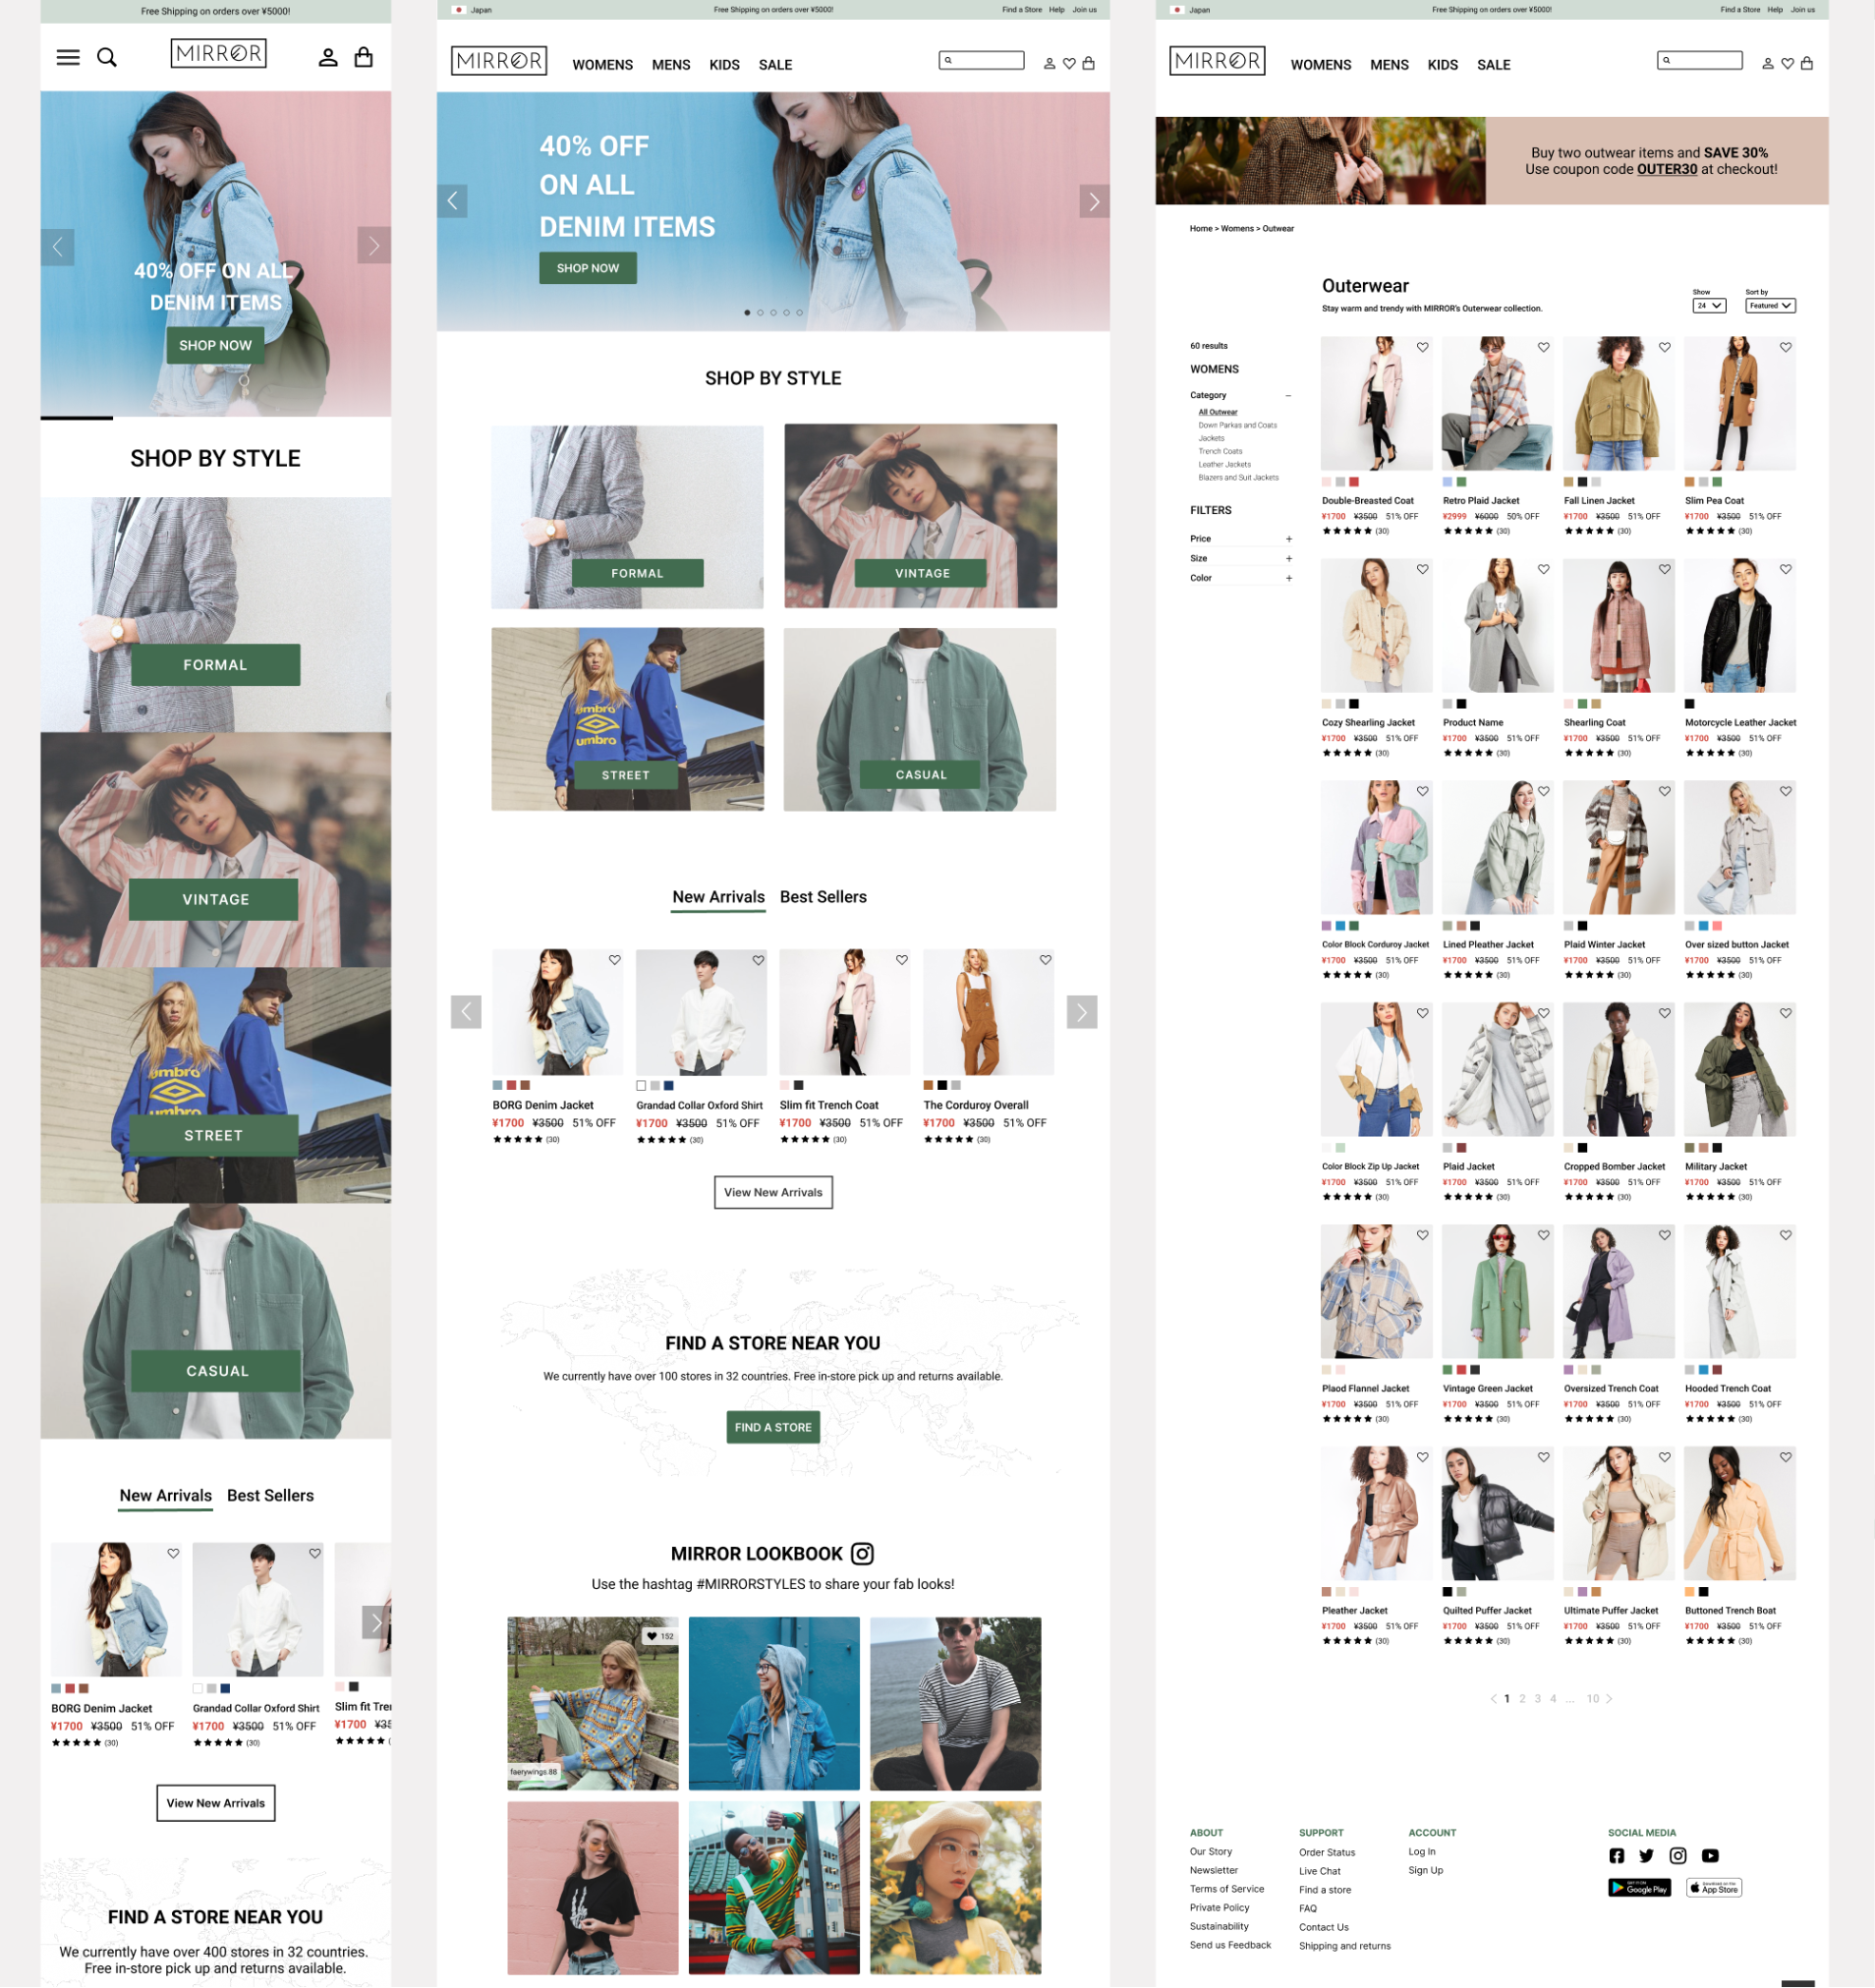 Free Shipping on orders over ¥5000!
MIRROR
40% OFF ON ALL
DENIM ITEMS
SHOP NOW
SHOP BY STYLE
FORMAL
VINTAGE
umbro
umbro
STREET
CASUAL
New Arrivals Best Sellers
BORG Denim Jacket
¥1700 ¥3500 51% OFF
(30)
Grandad Collar Oxford Shirt
¥1700 ¥3500 51% OFF
(30)
Slim fit Tre
¥1700 ¥35
View New Arrivals
FIND A STORE NEAR YOU
We currently have over 400 stores in 32 countries.
Free in-store pick up and returns available.
Japan
Free Shipping on orders over ¥5000!
Find a Store Help Join us
MIRROR
WOMENS MENS KIDS SALE
40% OFF
ON ALL
DENIM ITEMS
SHOP NOW
SHOP BY STYLE
FORMAL
VINTAGE
umbro
umbro
STREET
CASUAL
New Arrivals Best Sellers
BORG Denim Jacket
¥1700 ¥3500 51% OFF
(30)
Grandad Collar Oxford Shirt
¥1700 ¥3500 51% OFF
(30)
Slim fit Trench Coat
¥1700 ¥3500 51% OFF
(30)
The Corduroy Overall
¥1700 ¥3500 51% OFF
(30)
View New Arrivals
FIND A STORE NEAR YOU
We currently have over 100 stores in 32 countries. Free in-store pick up and returns available.
FIND A STORE
MIRROR LOOKBOOK
Use the hashtag #MIRRORSTYLES to share your fab looks!
152
faerywings.88
Japan
Free Shipping on orders over ¥5000!
Find a Store Help Join us
MIRROR
WOMENS MENS KIDS SALE
Buy two outwear items and SAVE 30%
Use coupon code OUTER30 at checkout!
Home > Womens > Outwear
Outerwear
Stay warm and trendy with MIRROR's Outerwear collection.
Show
24
Sort by
Featured
60 results
WOMENS
Category −
All Outwear
Down Parkas and Coats
Jackets
Trench Coats
Leather Jackets
Blazers and Suit Jackets
FILTERS
Price +
Size +
Color +
Double-Breasted Coat
¥1700 ¥3500 51% OFF
(30)
Retro Plaid Jacket
¥2999 ¥6000 50% OFF
(30)
Fall Linen Jacket
¥1700 ¥3500 51% OFF
(30)
Slim Pea Coat
¥1700 ¥3500 51% OFF
(30)
Cozy Shearling Jacket
¥1700 ¥3500 51% OFF
(30)
Product Name
¥1700 ¥3500 51% OFF
(30)
Shearling Coat
¥1700 ¥3500 51% OFF
(30)
Motorcycle Leather Jacket
¥1700 ¥3500 51% OFF
(30)
Color Block Corduroy Jacket
¥1700 ¥3500 51% OFF
(30)
Lined Pleather Jacket
¥1700 ¥3500 51% OFF
(30)
Plaid Winter Jacket
¥1700 ¥3500 51% OFF
(30)
Over sized button Jacket
¥1700 ¥3500 51% OFF
(30)
Color Block Zip Up Jacket
¥1700 ¥3500 51% OFF
(30)
Plaid Jacket
¥1700 ¥3500 51% OFF
(30)
Cropped Bomber Jacket
¥1700 ¥3500 51% OFF
(30)
Military Jacket
¥1700 ¥3500 51% OFF
(30)
Plaod Flannel Jacket
¥1700 ¥3500 51% OFF
(30)
Vintage Green Jacket
¥1700 ¥3500 51% OFF
(30)
Oversized Trench Coat
¥1700 ¥3500 51% OFF
(30)
Hooded Trench Coat
¥1700 ¥3500 51% OFF
(30)
Pleather Jacket
¥1700 ¥3500 51% OFF
(30)
Quilted Puffer Jacket
¥1700 ¥3500 51% OFF
(30)
Ultimate Puffer Jacket
¥1700 ¥3500 51% OFF
(30)
Buttoned Trench Boat
¥1700 ¥3500 51% OFF
(30)
1 2 3 4 ... 10
ABOUT
Our Story
Newsletter
Terms of Service
Private Policy
Sustainability
Send us Feedback
SUPPORT
Order Status
Live Chat
Find a store
FAQ
Contact Us
Shipping and returns
ACCOUNT
Log In
Sign Up
SOCIAL MEDIA
GET IT ON
Google Play
Download on the
App Store